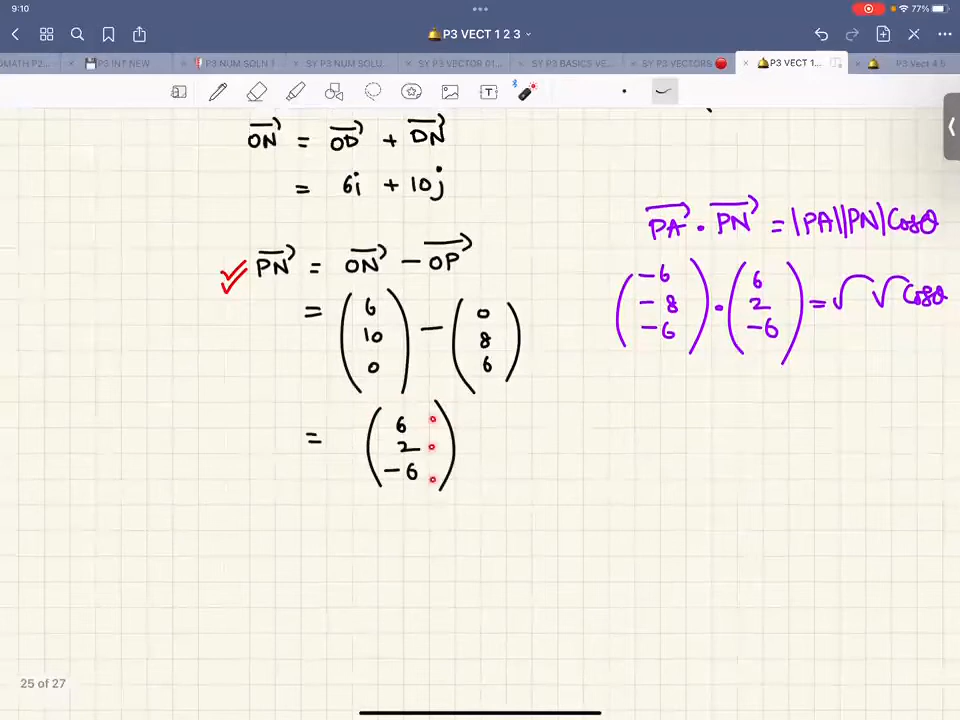 9:10
77%
P3 VECT 1 2 3
OMATH P2...
P3 INT NEW
P3 NUM SOLN 1
SY P3 NUM SOLU...
SY P3 VECTOR 01...
SY P3 BASICS VE...
SY P3 VECTORS
P3 VECT 1...
P3 Vect 4 5
ON = OD + DN
= 6i + 10j
PN = ON − OP
= (6 10 0) − (0 8 6)
= (6 2 −6)
PA · PN = |PA||PN| Cosθ
(−6 −8 −6) · (6 2 −6) = √ √ Cosθ
25 of 27